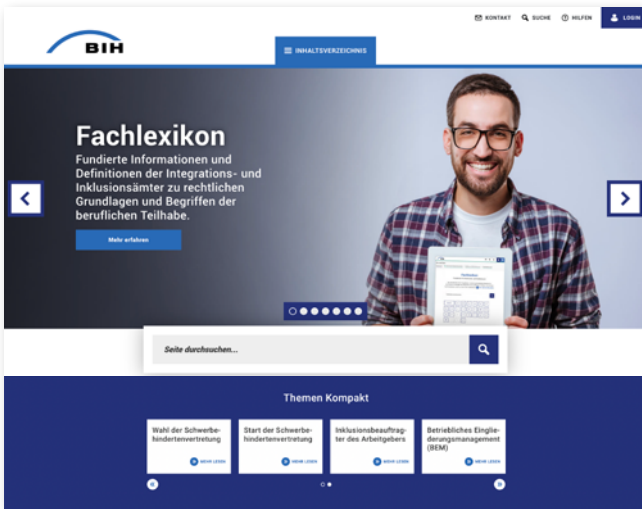 KONTAKT SUCHE HILFEN LOGIN
BIH
INHALTSVERZEICHNIS
Fachlexikon
Fundierte Informationen und
Definitionen der Integrations- und
Inklusionsämter zu rechtlichen
Grundlagen und Begriffen der
beruflichen Teilhabe.
Mehr erfahren
Seite durchsuchen...
Themen Kompakt
Wahl der Schwerbe-
hindertenvertretung
MEHR LESEN
Start der Schwerbe-
hindertenvertretung
MEHR LESEN
Inklusionsbeauftrag-
ter des Arbeitgebers
MEHR LESEN
Betriebliches Einglie-
derungsmanagement
(BEM)
MEHR LESEN